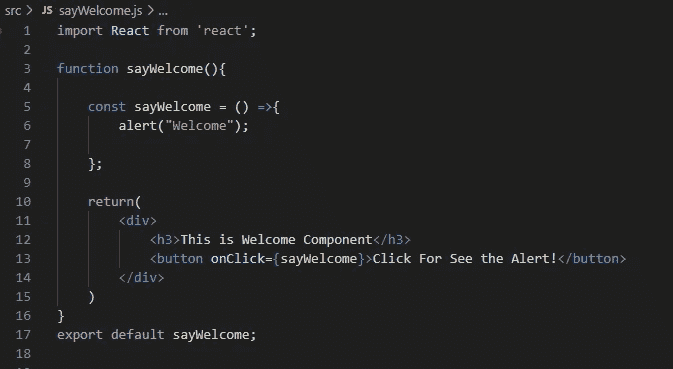 src > JS sayWelcome.js > ...
1 import React from 'react';
2
3 function sayWelcome(){
4
5 const sayWelcome = () =>{
6 alert("Welcome");
7
8 };
9
10 return(
11 <div>
12 <h3>This is Welcome Component</h3>
13 <button onClick={sayWelcome}>Click For See the Alert!</button>
14 </div>
15 )
16 }
17 export default sayWelcome;
18